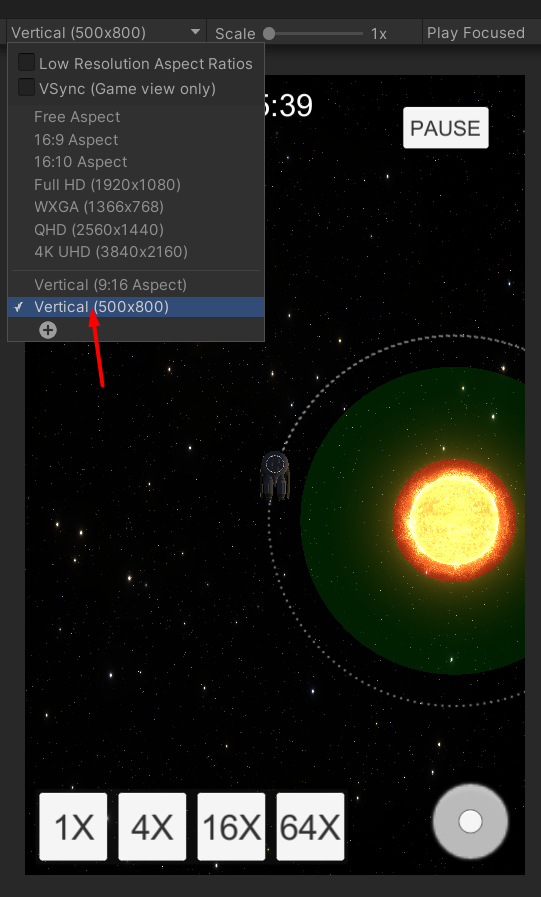 Vertical (500x800) Scale 1x Play Focused
Low Resolution Aspect Ratios
VSync (Game view only)
5:39
PAUSE
Free Aspect
16:9 Aspect
16:10 Aspect
Full HD (1920x1080)
WXGA (1366x768)
QHD (2560x1440)
4K UHD (3840x2160)
Vertical (9:16 Aspect)
Vertical (500x800)
1X 4X 16X 64X